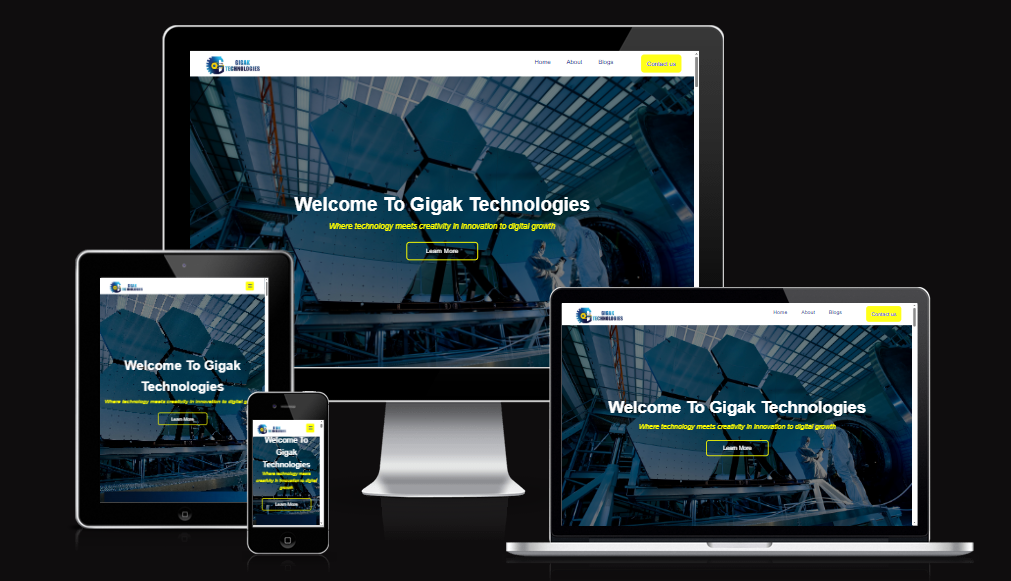 GIGAK
TECHNOLOGIES
Home About Blogs Contact us
Welcome To Gigak Technologies
Where technology meets creativity in innovation to digital growth
Learn More
GIGAK
TECHNOLOGIES
Welcome To Gigak
Technologies
Where technology meets creativity in innovation to digital g
Learn More
GIGAK
TECHNOLOGIES
Welcome To
Gigak
Technologies
Where technology meets
creativity in innovation to digital
growth
Learn More
GIGAK
TECHNOLOGIES
Home About Blogs Contact us
Welcome To Gigak Technologies
Where technology meets creativity in innovation to digital growth
Learn More